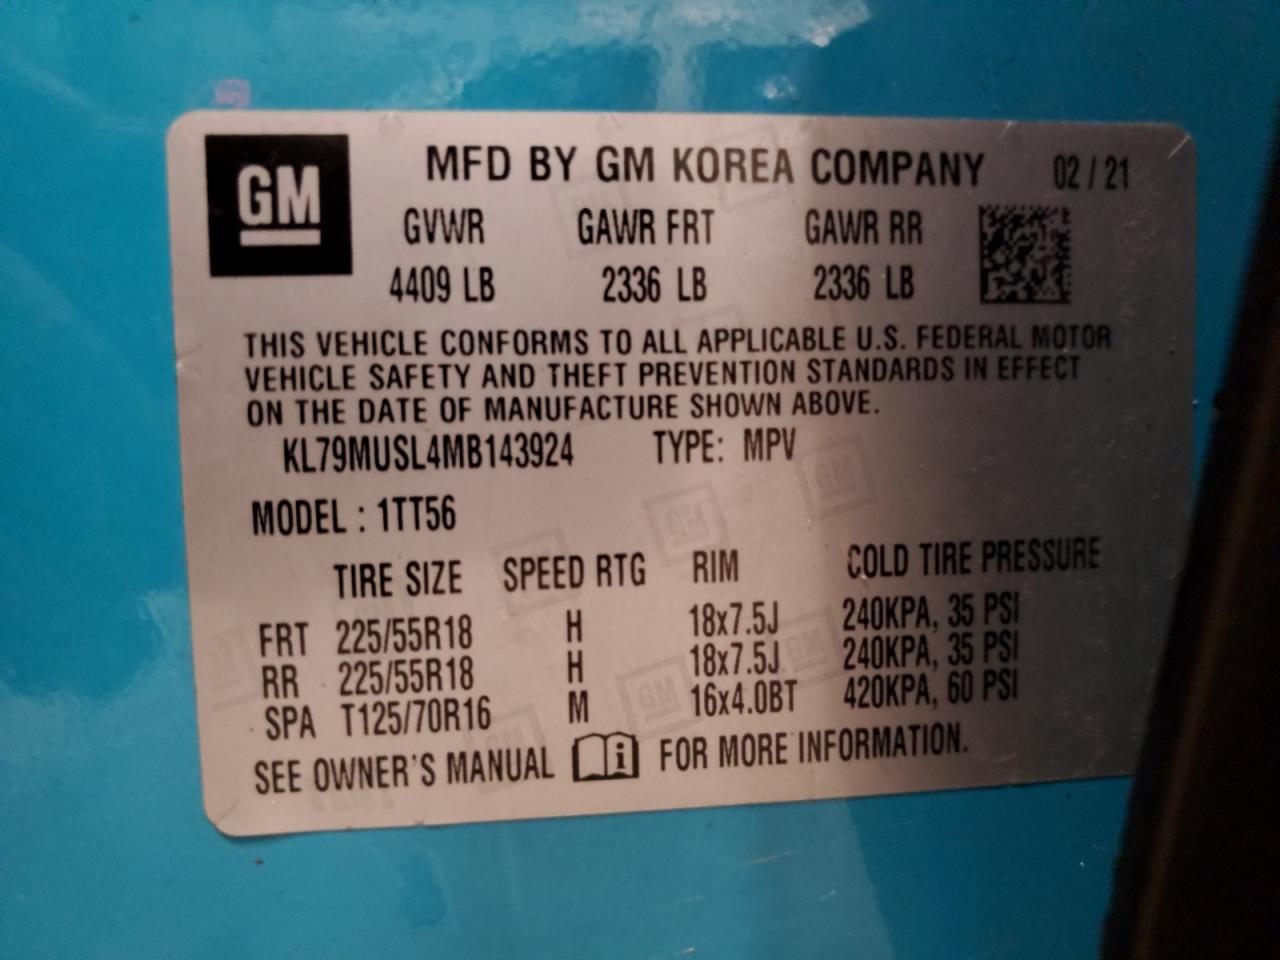 GM
MFD BY GM KOREA COMPANY 02 / 21
GVWR GAWR FRT GAWR RR
4409 LB 2336 LB 2336 LB
THIS VEHICLE CONFORMS TO ALL APPLICABLE U.S. FEDERAL MOTOR
VEHICLE SAFETY AND THEFT PREVENTION STANDARDS IN EFFECT
ON THE DATE OF MANUFACTURE SHOWN ABOVE.
KL79MUSL4MB143924 TYPE: MPV
MODEL : 1TT56
TIRE SIZE SPEED RTG RIM COLD TIRE PRESSURE
FRT 225/55R18 H 18x7.5J 240KPA, 35 PSI
RR 225/55R18 H 18x7.5J 240KPA, 35 PSI
SPA T125/70R16 M 16x4.0BT 420KPA, 60 PSI
SEE OWNER'S MANUAL i FOR MORE INFORMATION.